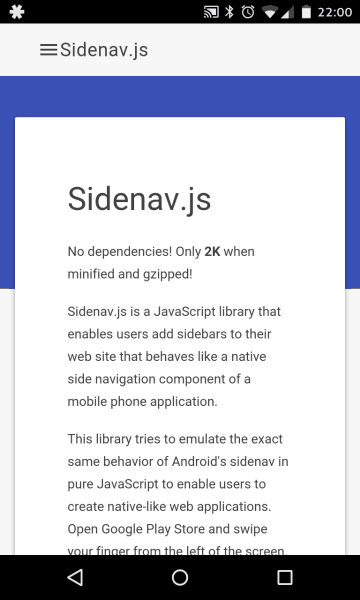 22:00
Sidenav.js
Sidenav.js
No dependencies! Only 2K when
minified and gzipped!
Sidenav.js is a JavaScript library that
enables users add sidebars to their
web site that behaves like a native
side navigation component of a
mobile phone application.
This library tries to emulate the exact
same behavior of Android's sidenav in
pure JavaScript to enable users to
create native-like web applications.
Open Google Play Store and swipe
your finger from the left of the screen.